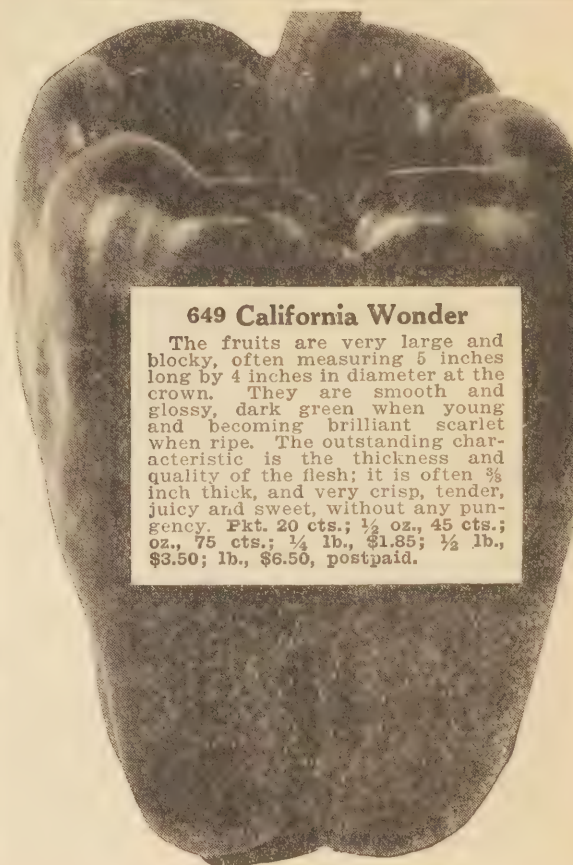 649 California Wonder
The fruits are very large and
blocky, often measuring 5 inches
long by 4 inches in diameter at the
crown. They are smooth and
glossy, dark green when young
and becoming brilliant scarlet
when ripe. The outstanding char-
acteristic is the thickness and
quality of the flesh; it is often ⅜
inch thick, and very crisp, tender,
juicy and sweet, without any pun-
gency. Pkt. 20 cts.; ½ oz., 45 cts.;
oz., 75 cts.; ¼ lb., $1.85; ½ lb.,
$3.50; lb., $6.50, postpaid.